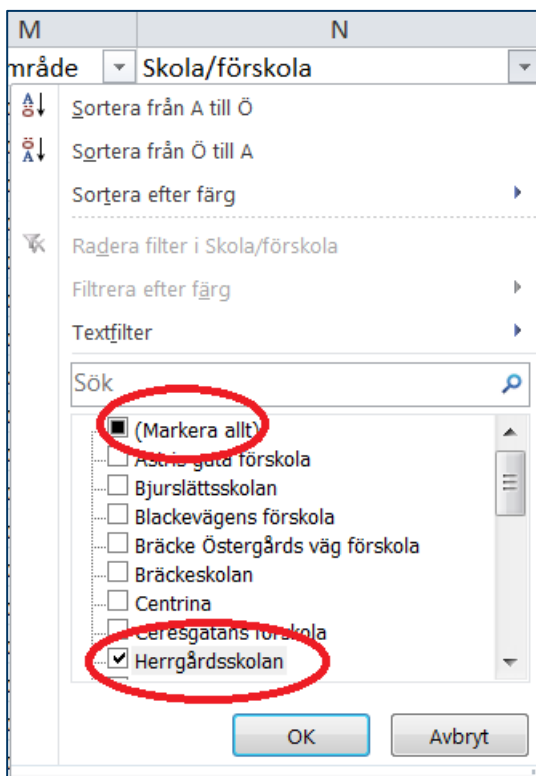 M N
mråde Skola/förskola
Sortera från A till Ö
Sortera från Ö till A
Sortera efter färg
Radera filter i Skola/förskola
Filtrera efter färg
Textfilter
Sök
(Markera allt)
Astris gata förskola
Bjurslättsskolan
Blackevägens förskola
Bräcke Östergårds väg förskola
Bräckeskolan
Centrina
Ceresgatans förskola
Herrgårdsskolan
OK Avbryt